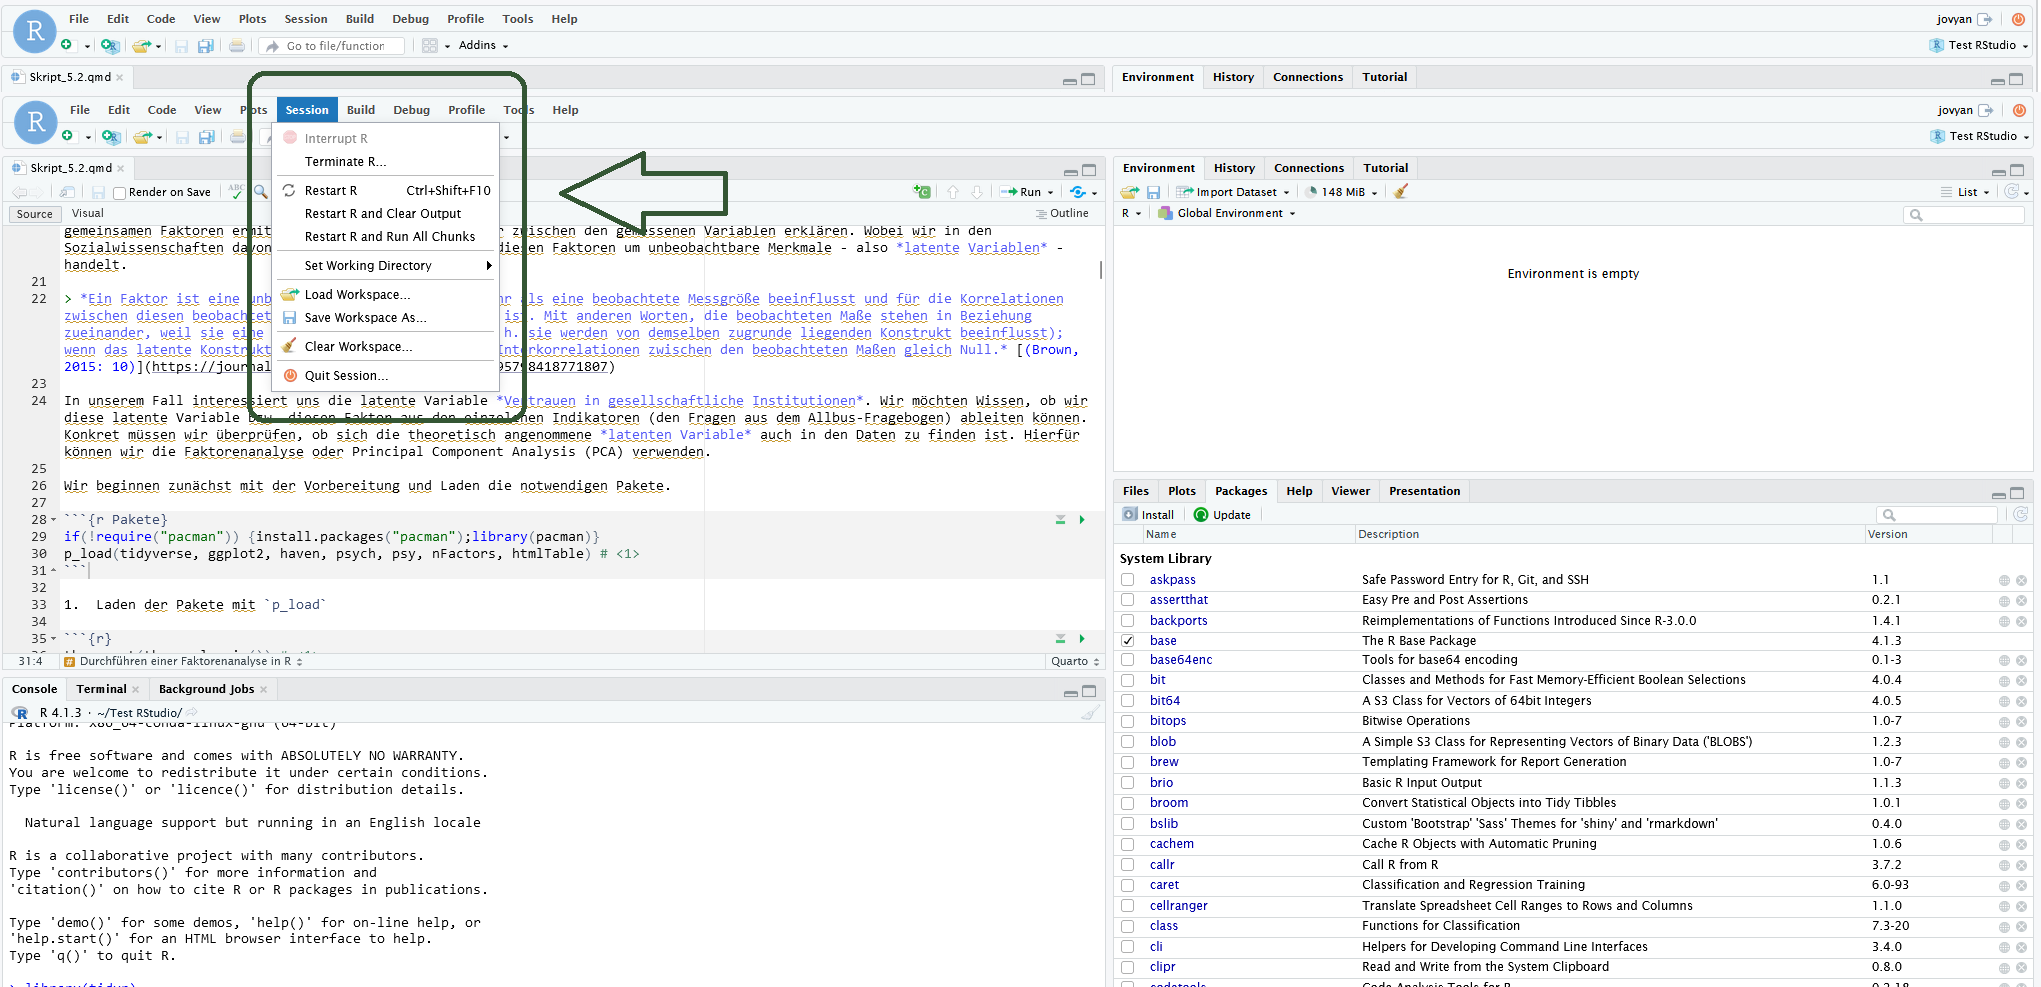 File Edit Code View Plots Session Build Debug Profile Tools Help
jovyan
Go to file/function Addins
Test RStudio
Skript_5.2.qmd
Environment History Connections Tutorial
R
File Edit Code View Plots Session Build Debug Profile Tools Help
jovyan
R
Test RStudio
Interrupt R
Terminate R...
Restart R Ctrl+Shift+F10
Restart R and Clear Output
Restart R and Run All Chunks
Set Working Directory
Load Workspace...
Save Workspace As...
Clear Workspace...
Quit Session...
Skript_5.2.qmd
Render on Save ABC Run
Source Visual Outline
gemeinsamen Faktoren zwischen den gemessenen Variablen erklären. Wobei wir in den
Sozialwissenschaften davon diesen Faktoren um unbeobachtbare Merkmale - also *latente Variablen* -
handelt.
21
22 > *Ein Faktor ist eine als eine beobachtete Messgröße beeinflusst und für die Korrelationen
zwischen diesen ist. Mit anderen Worten, die beobachteten Maße stehen in Beziehung
zueinander, weil sie eine h. sie werden von demselben zugrunde liegenden Konstrukt beeinflusst);
wenn das latente Interkorrelationen zwischen den beobachteten Maßen gleich Null.* [(Brown,
2015: 10)](https://journal 95798418771807)
23
24 In unserem Fall interessiert uns die latente Variable *Vertrauen in gesellschaftliche Institutionen*. Wir möchten Wissen, ob wir
diese latente Variable bzw. diesen Faktor aus den einzelnen Indikatoren (den Fragen aus dem Allbus-Fragebogen) ableiten können.
Konkret müssen wir überprüfen, ob sich die theoretisch angenommene *latenten Variable* auch in den Daten zu finden ist. Hierfür
können wir die Faktorenanalyse oder Principal Component Analysis (PCA) verwenden.
25
26 Wir beginnen zunächst mit der Vorbereitung und Laden die notwendigen Pakete.
27
28 ```{r Pakete}
29 if(!require("pacman")) {install.packages("pacman");library(pacman)}
30 p_load(tidyverse, ggplot2, haven, psych, psy, nFactors, htmlTable) # <1>
31 ```
32
33 1. Laden der Pakete mit `p_load`
34
35 ```{r}
31:4 # Durchführen einer Faktorenanalyse in R Quarto
Console Terminal Background Jobs
R 4.1.3 · ~/Test RStudio/
Platform: x86_64-conda-linux-gnu (64-bit)
R is free software and comes with ABSOLUTELY NO WARRANTY.
You are welcome to redistribute it under certain conditions.
Type 'license()' or 'licence()' for distribution details.
Natural language support but running in an English locale
R is a collaborative project with many contributors.
Type 'contributors()' for more information and
'citation()' on how to cite R or R packages in publications.
Type 'demo()' for some demos, 'help()' for on-line help, or
'help.start()' for an HTML browser interface to help.
Type 'q()' to quit R.
> library(tidyr)
Environment History Connections Tutorial
Import Dataset 148 MiB List
R Global Environment
Environment is empty
Files Plots Packages Help Viewer Presentation
Install Update
Name Description Version
System Library
askpass Safe Password Entry for R, Git, and SSH 1.1
assertthat Easy Pre and Post Assertions 0.2.1
backports Reimplementations of Functions Introduced Since R-3.0.0 1.4.1
base The R Base Package 4.1.3
base64enc Tools for base64 encoding 0.1-3
bit Classes and Methods for Fast Memory-Efficient Boolean Selections 4.0.4
bit64 A S3 Class for Vectors of 64bit Integers 4.0.5
bitops Bitwise Operations 1.0-7
blob A Simple S3 Class for Representing Vectors of Binary Data ('BLOBS') 1.2.3
brew Templating Framework for Report Generation 1.0-7
brio Basic R Input Output 1.1.3
broom Convert Statistical Objects into Tidy Tibbles 1.0.1
bslib Custom 'Bootstrap' 'Sass' Themes for 'shiny' and 'rmarkdown' 0.4.0
cachem Cache R Objects with Automatic Pruning 1.0.6
callr Call R from R 3.7.2
caret Classification and Regression Training 6.0-93
cellranger Translate Spreadsheet Cell Ranges to Rows and Columns 1.1.0
class Functions for Classification 7.3-20
cli Helpers for Developing Command Line Interfaces 3.4.0
clipr Read and Write from the System Clipboard 0.8.0
codetools Code Analysis Tools for R 0.2-18